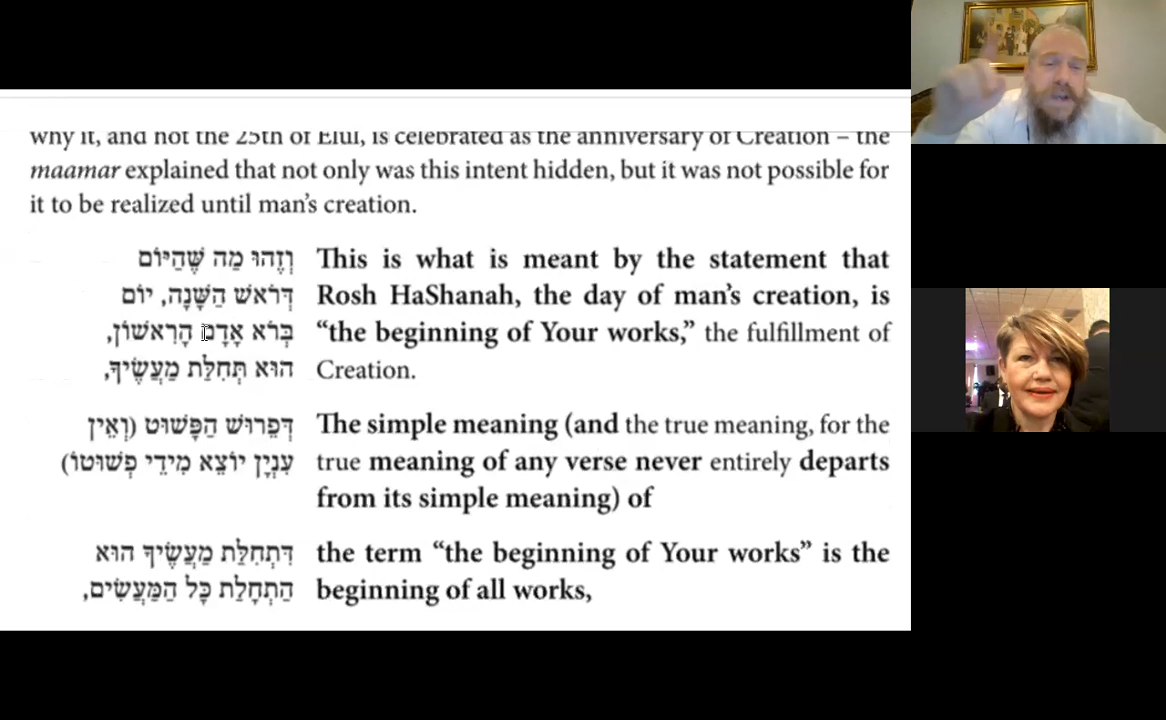 why it, and not the 25th of Elul, is celebrated as the anniversary of Creation – the
maamar explained that not only was this intent hidden, but it was not possible for
it to be realized until man's creation.
וְזֶהוּ מַה שֶּׁהַיּוֹם
דְּרֹאשׁ הַשָּׁנָה, יוֹם
בְּרֹא אָדָם הָרִאשׁוֹן,
הוּא תְּחִלַּת מַעֲשֶׂיךָ,
This is what is meant by the statement that
Rosh HaShanah, the day of man's creation, is
“the beginning of Your works,” the fulfillment of
Creation.
דְּפֵרוּשׁ הַפָּשׁוּט (וְאֵין
עִנְיָן יוֹצֵא מִידֵי פְּשׁוּטוֹ)
The simple meaning (and the true meaning, for the
true meaning of any verse never entirely departs
from its simple meaning) of
דִּתְחִלַּת מַעֲשֶׂיךָ הוּא
הַתְחָלַת כָּל הַמַּעֲשִׂים,
the term “the beginning of Your works” is the
beginning of all works,